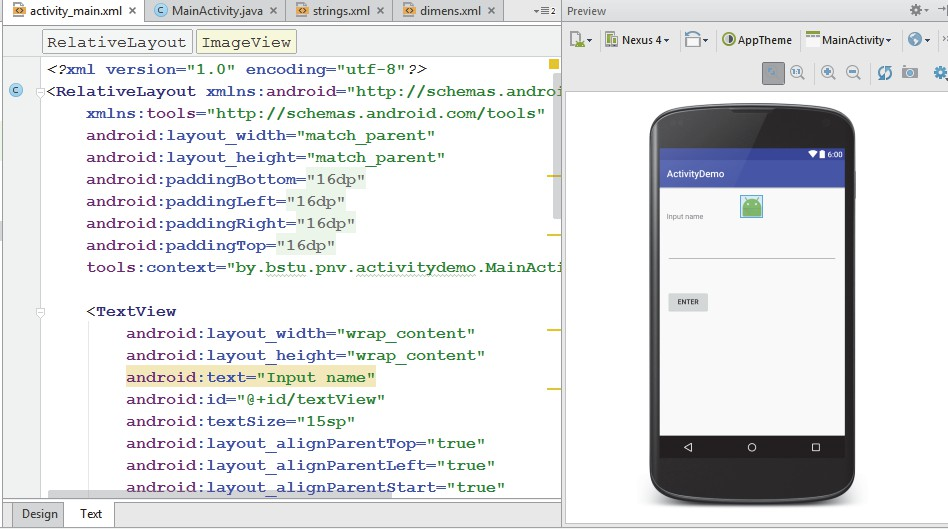 activity_main.xml MainActivity.java strings.xml dimens.xml 2
RelativeLayout ImageView
<?xml version="1.0" encoding="utf-8"?>
<RelativeLayout xmlns:android="http://schemas.androi
xmlns:tools="http://schemas.android.com/tools"
android:layout_width="match_parent"
android:layout_height="match_parent"
android:paddingBottom="16dp"
android:paddingLeft="16dp"
android:paddingRight="16dp"
android:paddingTop="16dp"
tools:context="by.bstu.pnv.activitydemo.MainActi
<TextView
android:layout_width="wrap_content"
android:layout_height="wrap_content"
android:text="Input name"
android:id="@+id/textView"
android:textSize="15sp"
android:layout_alignParentTop="true"
android:layout_alignParentLeft="true"
android:layout_alignParentStart="true"
Design Text
Preview
Nexus 4 AppTheme MainActivity
6:00
ActivityDemo
Input name
ENTER